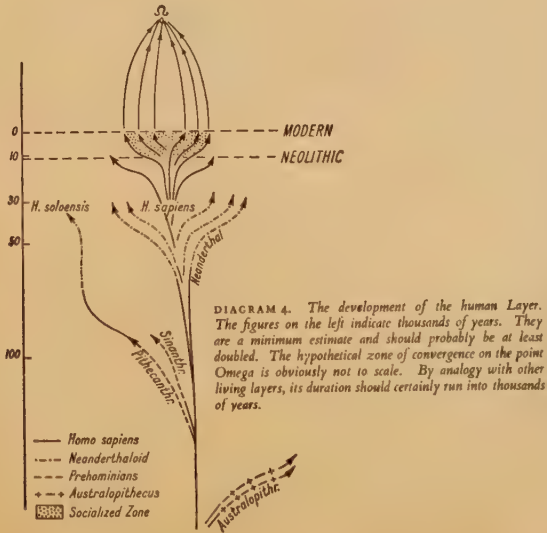 Ω
0
MODERN
10
NEOLITHIC
30
H. soloensis
H. sapiens
50
Neanderthal
DIAGRAM 4. The development of the human Layer.
The figures on the left indicate thousands of years. They
are a minimum estimate and should probably be at least
doubled. The hypothetical zone of convergence on the point
Omega is obviously not to scale. By analogy with other
living layers, its duration should certainly run into thousands
of years.
Sinanthr.
Pithecanthr.
100
Homo sapiens
Neanderthaloid
Prehominians
Australopithecus
Socialized Zone
Australopithr.